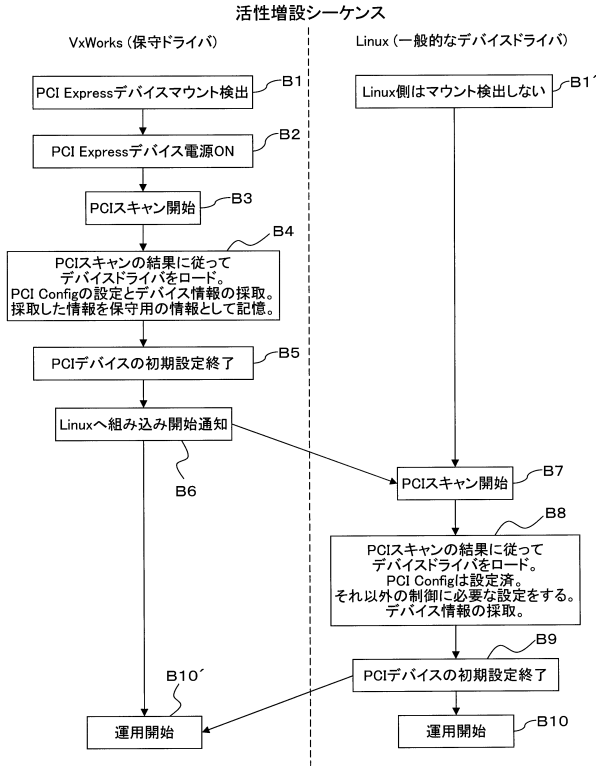 活性増設シーケンス
VxWorks (保守ドライバ)
Linux (一般的なデバイスドライバ)
PCI Expressデバイスマウント検出
B1
Linux側はマウント検出しない
B1´
PCI Expressデバイス電源ON
B2
PCIスキャン開始
B3
B4
PCIスキャンの結果に従って
デバイスドライバをロード。
PCI Configの設定とデバイス情報の採取。
採取した情報を保守用の情報として記憶。
PCIデバイスの初期設定終了
B5
Linuxへ組み込み開始通知
B6
PCIスキャン開始
B7
B8
PCIスキャンの結果に従って
デバイスドライバをロード。
PCI Configは設定済。
それ以外の制御に必要な設定をする。
デバイス情報の採取。
B9
PCIデバイスの初期設定終了
B10´
運用開始
運用開始
B10